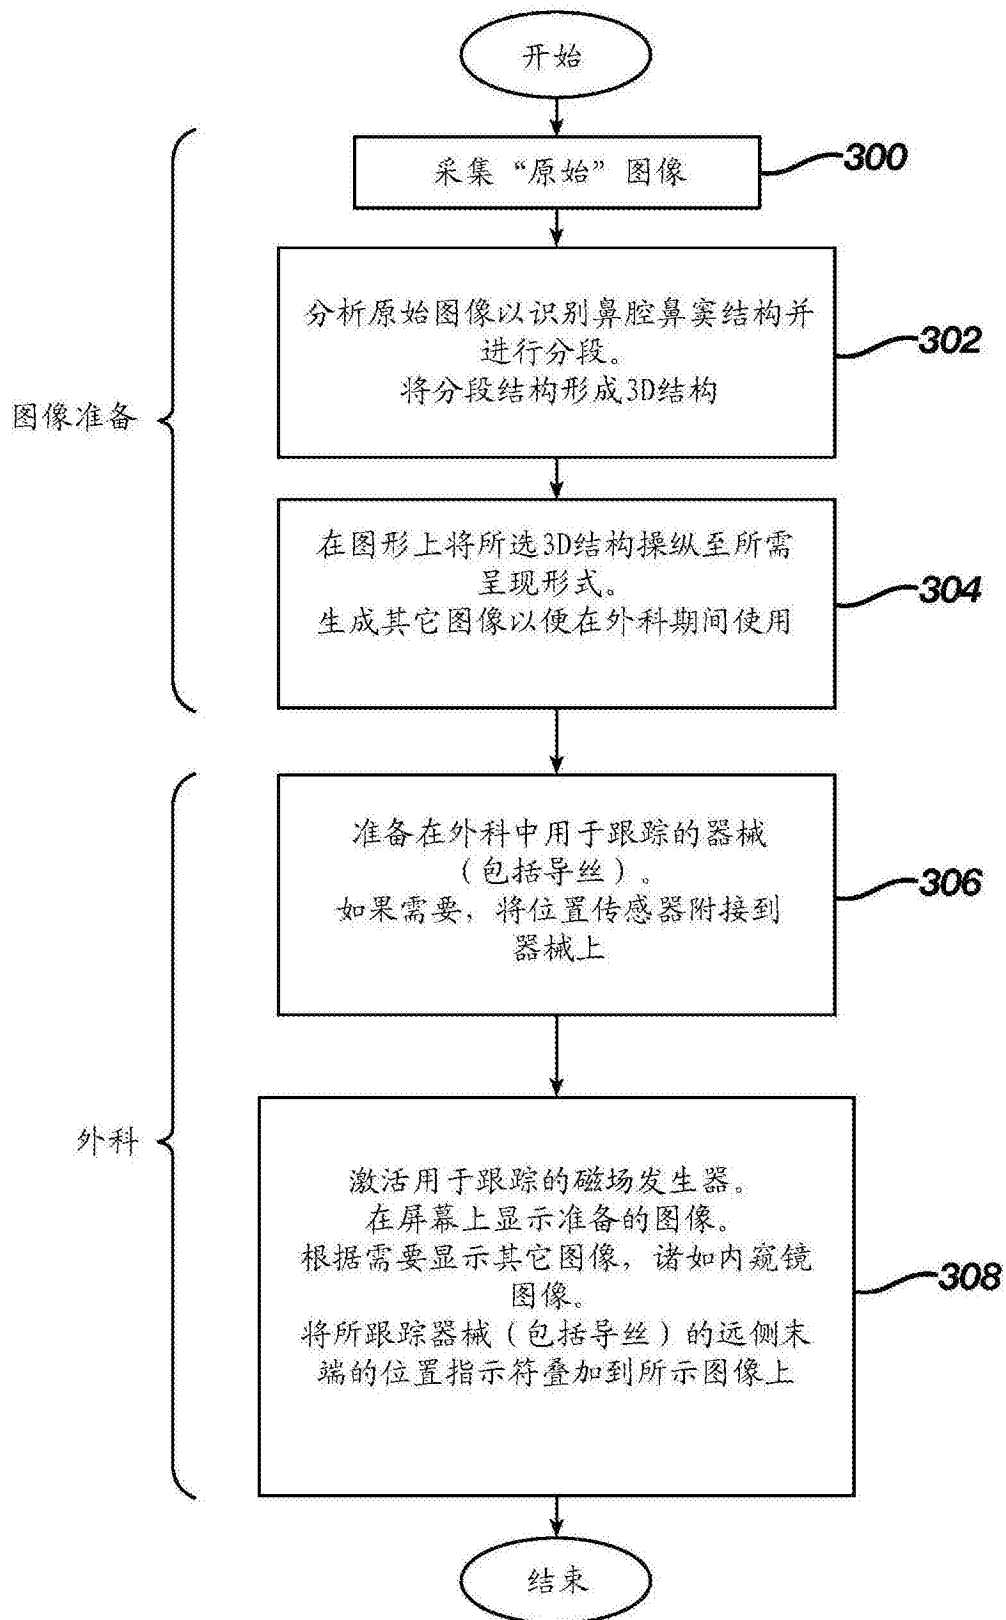 开始
采集“原始”图像
300
分析原始图像以识别鼻腔鼻窦结构并
进行分段。
将分段结构形成3D结构
302
图像准备
在图形上将所选3D结构操纵至所需
呈现形式。
生成其它图像以便在外科期间使用
304
准备在外科中用于跟踪的器械
(包括导丝)。
如果需要,将位置传感器附接到
器械上
306
外科
激活用于跟踪的磁场发生器。
在屏幕上显示准备的图像。
根据需要显示其它图像,诸如内窥镜
图像。
将所跟踪器械(包括导丝)的远侧末
端的位置指示符叠加到所示图像上
308
结束